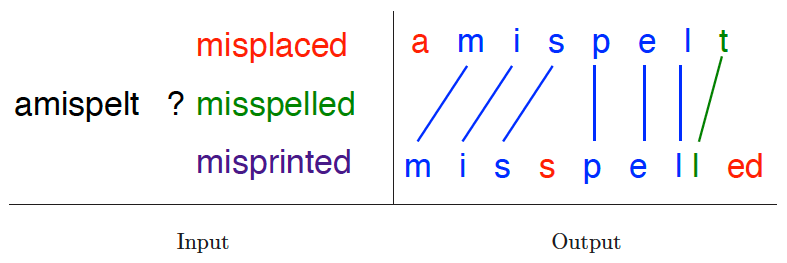 misplaced
amispelt ? misspelled
misprinted
a m i s p e l t
m i s s p e l l ed
Input
Output